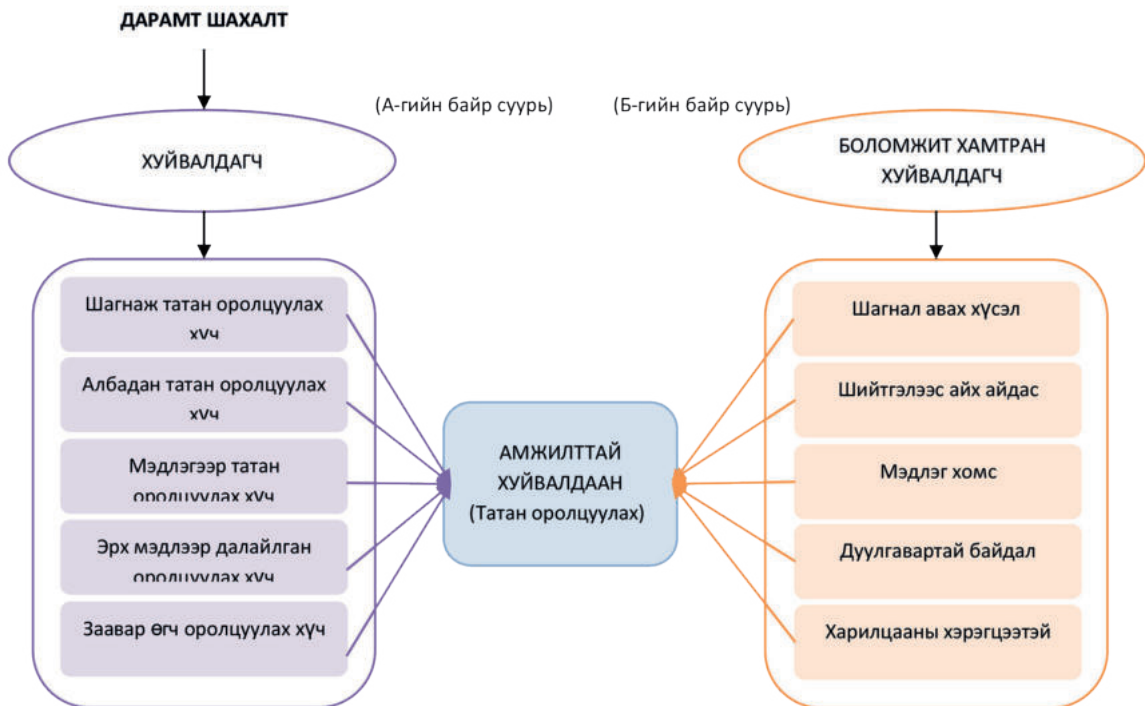 ДАРАМТ ШАХАЛТ
(А-гийн байр суурь)
(Б-гийн байр суурь)
ХУЙВАЛДАГЧ
БОЛОМЖИТ ХАМТРАН
ХУЙВАЛДАГЧ
Шагнаж татан оролцуулах
хүч
Албадан татан оролцуулах
хүч
Мэдлэгээр татан
оролцуулах хүч
Эрх мэдлээр далайлган
оролцуулах хүч
Заавар өгч оролцуулах хүч
АМЖИЛТТАЙ
ХУЙВАЛДААН
(Татан оролцуулах)
Шагнал авах хүсэл
Шийтгэлээс айх айдас
Мэдлэг хомс
Дуулгавартай байдал
Харилцааны хэрэгцээтэй